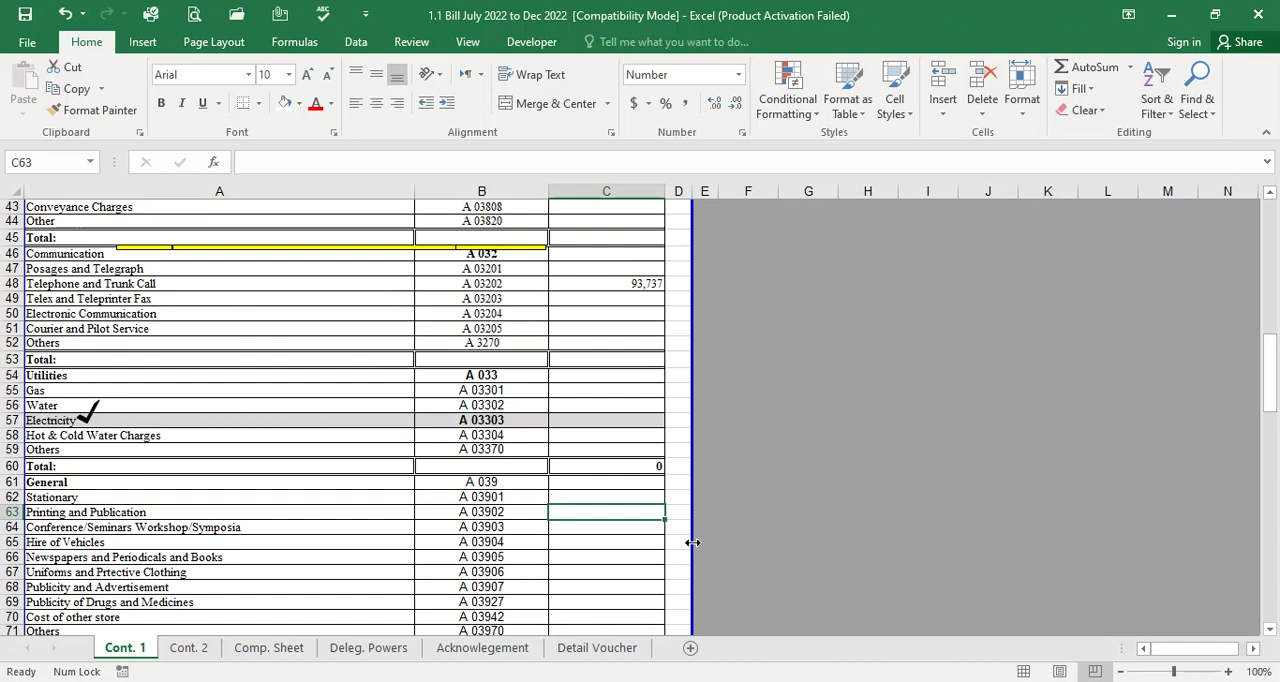 1.1 Bill July 2022 to Dec 2022 [Compatibility Mode] - Excel (Product Activation Failed)
File Home Insert Page Layout Formulas Data Review View Developer Tell me what you want to do... Sign in Share
Paste Cut Copy Format Painter Clipboard
Arial 10 B I U A Font
Wrap Text Merge & Center Alignment
Number $ % , Number
Conditional Formatting Format as Table Cell Styles Styles
Insert Delete Format Cells
AutoSum Fill Clear Sort & Filter Find & Select Editing
C63 fx
A B C D E F G H I J K L M N
43 Conveyance Charges A 03808
44 Other A 03820
45 Total:
46 Communication A 032
47 Posages and Telegraph A 03201
48 Telephone and Trunk Call A 03202 93,737
49 Telex and Teleprinter Fax A 03203
50 Electronic Communication A 03204
51 Courier and Pilot Service A 03205
52 Others A 3270
53 Total:
54 Utilities A 033
55 Gas A 03301
56 Water A 03302
57 Electricity A 03303
58 Hot & Cold Water Charges A 03304
59 Others A 03370
60 Total: 0
61 General A 039
62 Stationary A 03901
63 Printing and Publication A 03902
64 Conference/Seminars Workshop/Symposia A 03903
65 Hire of Vehicles A 03904
66 Newspapers and Periodicals and Books A 03905
67 Uniforms and Prtective Clothing A 03906
68 Publicity and Advertisement A 03907
69 Publicity of Drugs and Medicines A 03927
70 Cost of other store A 03942
71 Others A 03970
Cont. 1 Cont. 2 Comp. Sheet Deleg. Powers Acknowlegement Detail Voucher
Ready Num Lock 100%